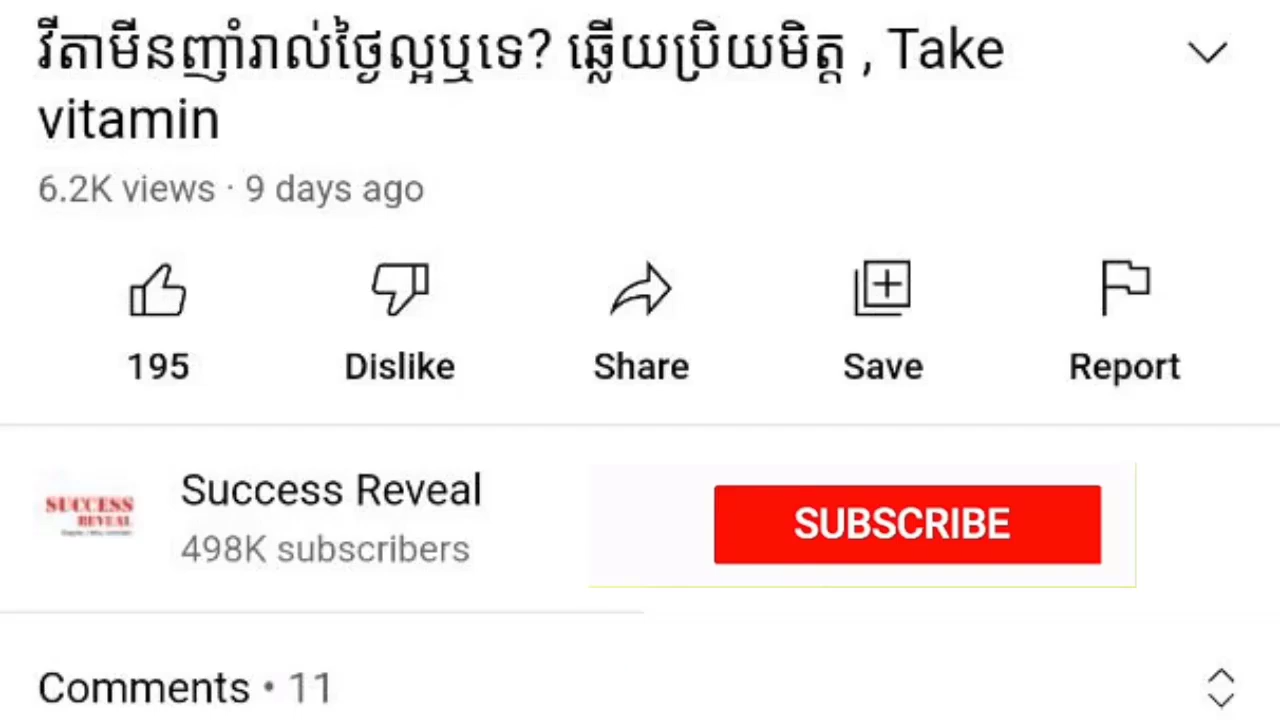 វីតាមីនញាំរាល់ថ្ងៃល្អឬទេ? ឆ្លើយប្រិយមិត្ត , Take
vitamin
6.2K views · 9 days ago
195 Dislike Share Save Report
SUCCESS
REVEAL
Success Reveal
498K subscribers
SUBSCRIBE
Comments • 11